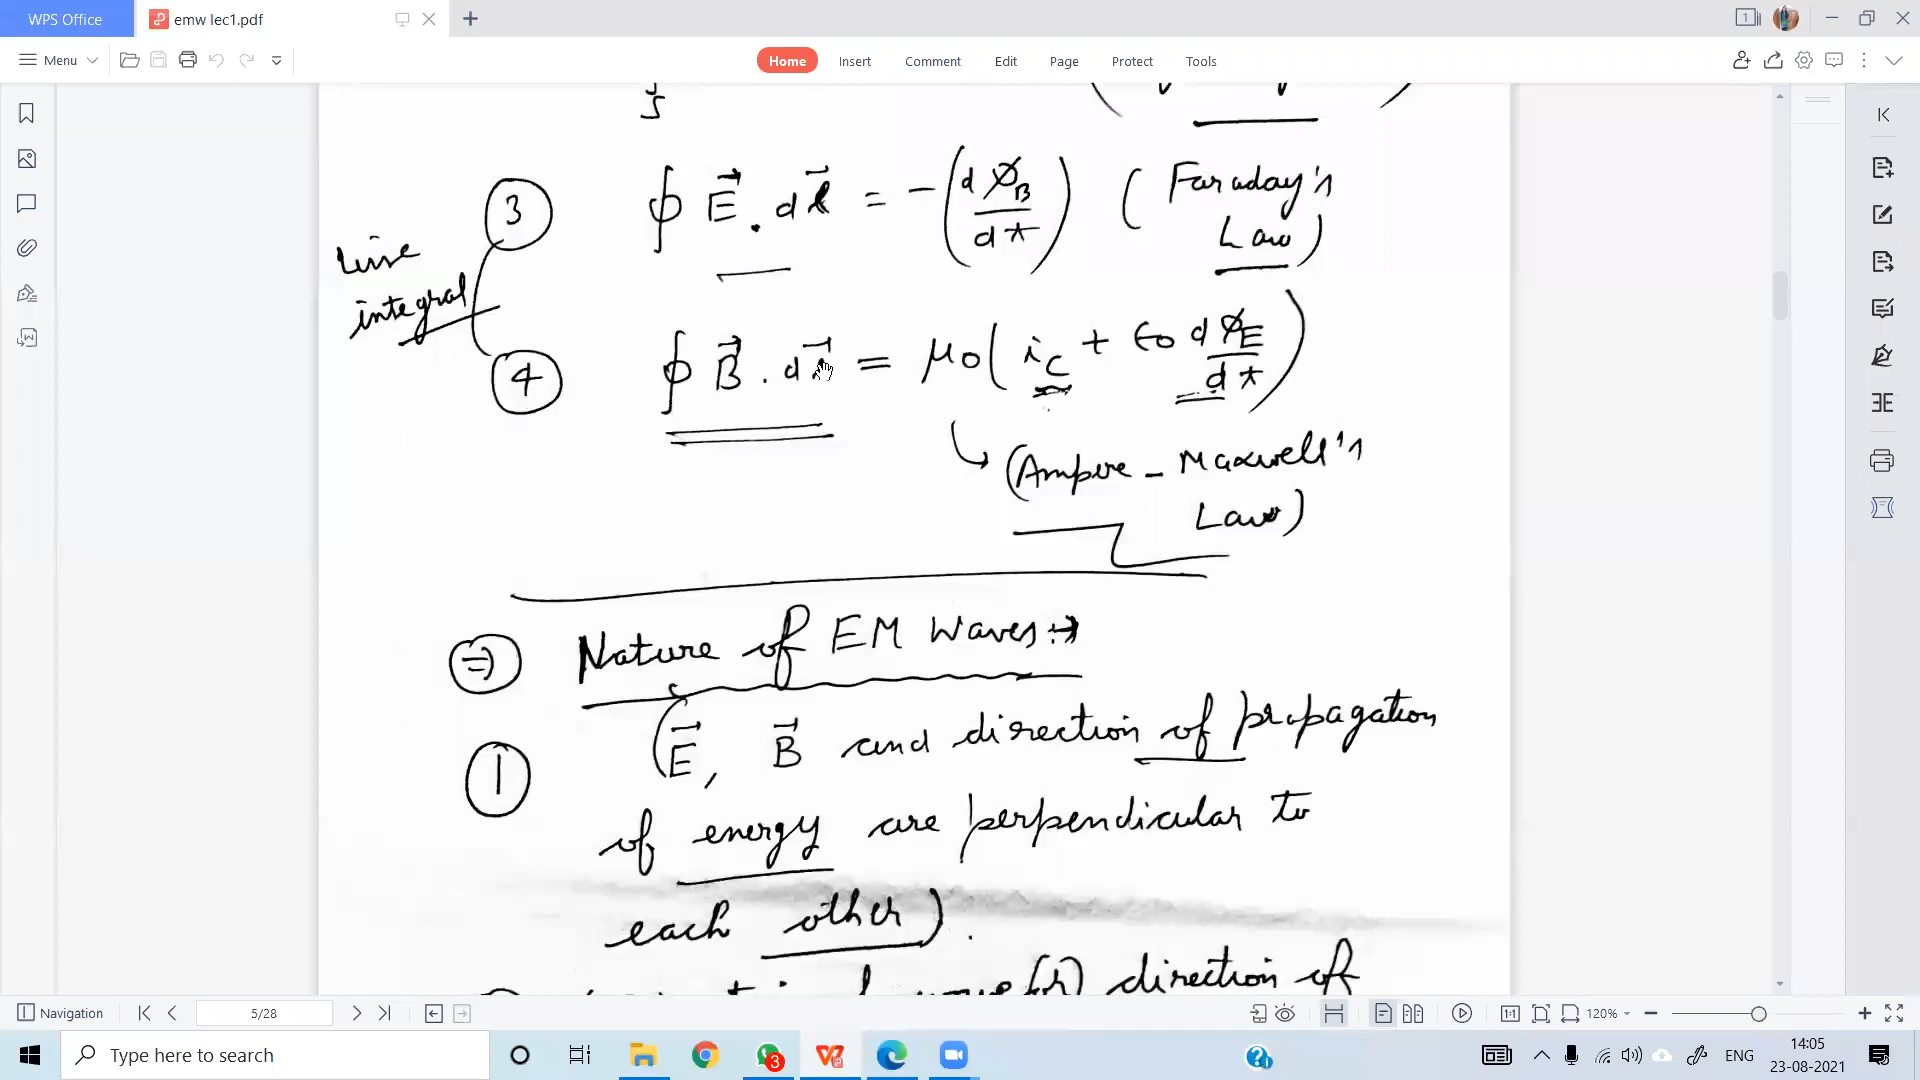 WPS Office
emw lec1.pdf
Menu
Home Insert Comment Edit Page Protect Tools
3 ∮ E⃗ . dl⃗ = -(dΦB/dt) (Faraday's
Law)
line
integral
4 ∮ B⃗ . dl⃗ = μ0(ic + ε0 dΦE/dt)
(Ampere - Maxwell's
Law)
⇒ Nature of EM Waves :→
1 (E⃗, B⃗ and direction of propagation
of energy are perpendicular to
each other).
direction of
Navigation
5/28
1:1
120%
Type here to search
3
ENG
14:05
23-08-2021